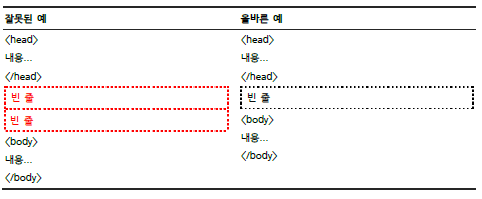 잘못된 예
<head>
내용...
</head>
빈 줄
빈 줄
<body>
내용...
</body>
올바른 예
<head>
내용...
</head>
빈 줄
<body>
내용...
</body>